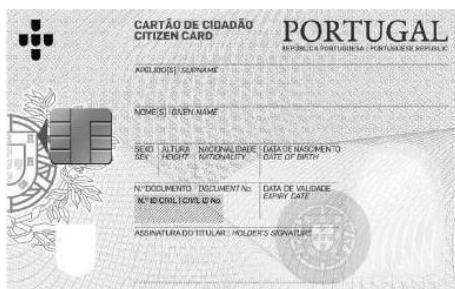 CARTÃO DE CIDADÃO
CITIZEN CARD
PORTUGAL
REPÚBLICA PORTUGUESA | PORTUGUESE REPUBLIC
APELIDO[S] | SURNAME
NOME[S] | GIVEN NAME
SEXO | ALTURA | NACIONALIDADE | DATA DE NASCIMENTO
SEX HEIGHT NATIONALITY DATE OF BIRTH
N.º DOCUMENTO | DOCUMENT No. DATA DE VALIDADE
N.º ID CIVIL | CIVIL ID No. EXPIRY DATE
ASSINATURA DO TITULAR | HOLDER'S SIGNATURE